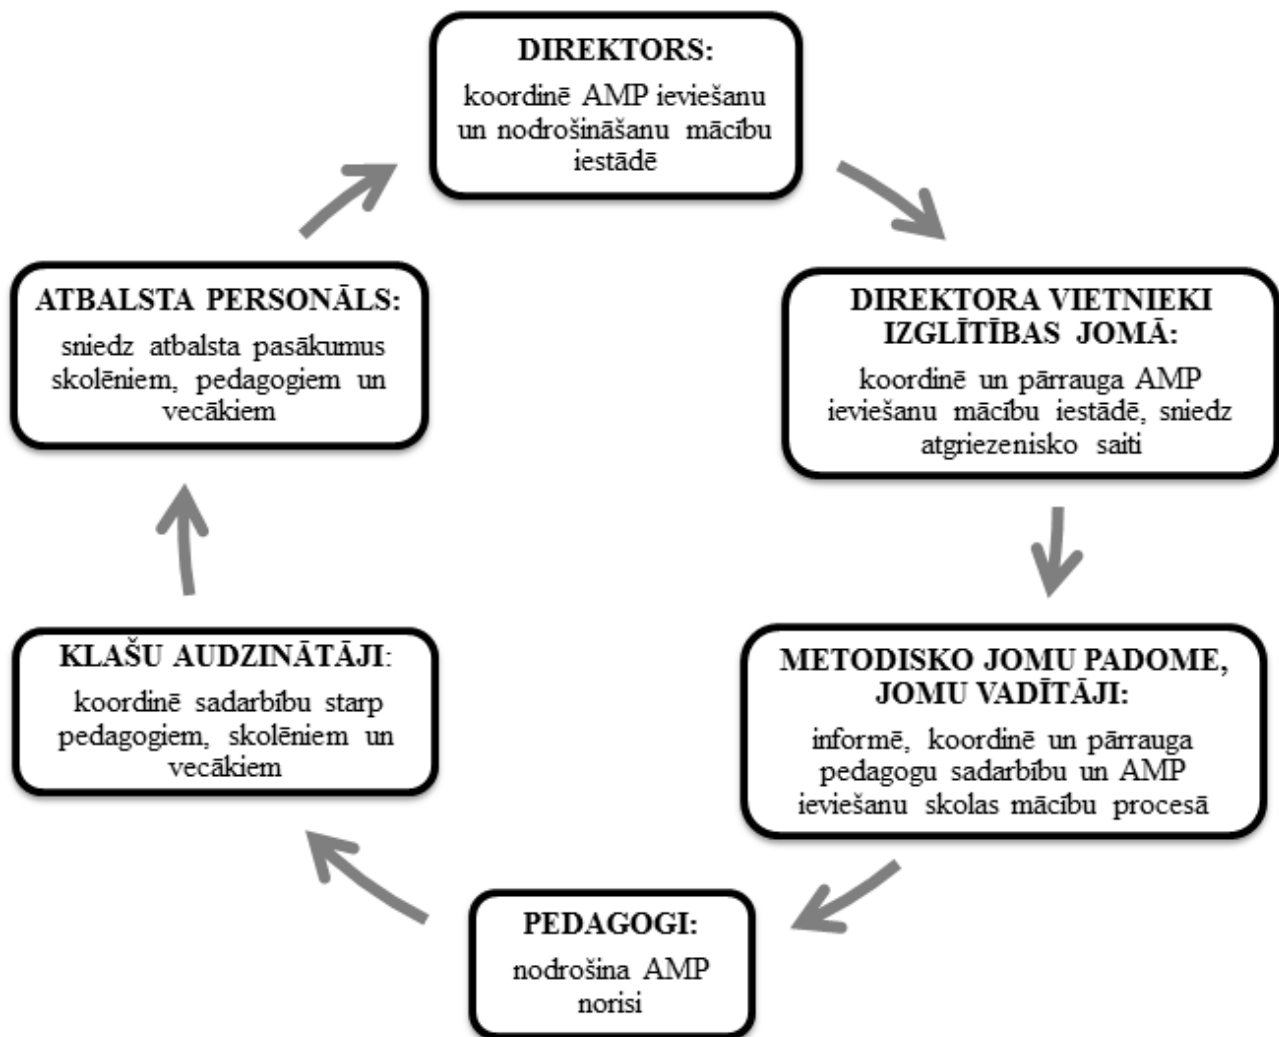 DIREKTORS:
koordinē AMP ieviešanu
un nodrošināšanu mācību
iestādē
DIREKTORA VIETNIEKI
IZGLĪTĪBAS JOMĀ:
koordinē un pārrauga AMP
ieviešanu mācību iestādē, sniedz
atgriezenisko saiti
METODISKO JOMU PADOME,
JOMU VADĪTĀJI:
informē, koordinē un pārrauga
pedagogu sadarbību un AMP
ieviešanu skolas mācību procesā
PEDAGOGI:
nodrošina AMP
norisi
KLAŠU AUDZINĀTĀJI:
koordinē sadarbību starp
pedagogiem, skolēniem un
vecākiem
ATBALSTA PERSONĀLS:
sniedz atbalsta pasākumus
skolēniem, pedagogiem un
vecākiem